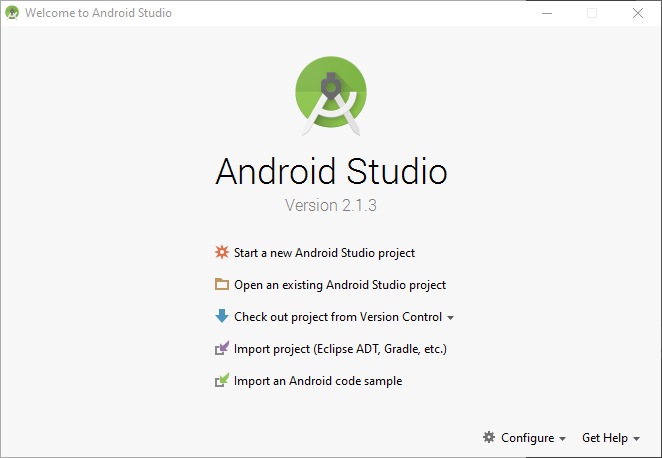 Welcome to Android Studio
Android Studio
Version 2.1.3
Start a new Android Studio project
Open an existing Android Studio project
Check out project from Version Control
Import project (Eclipse ADT, Gradle, etc.)
Import an Android code sample
Configure Get Help